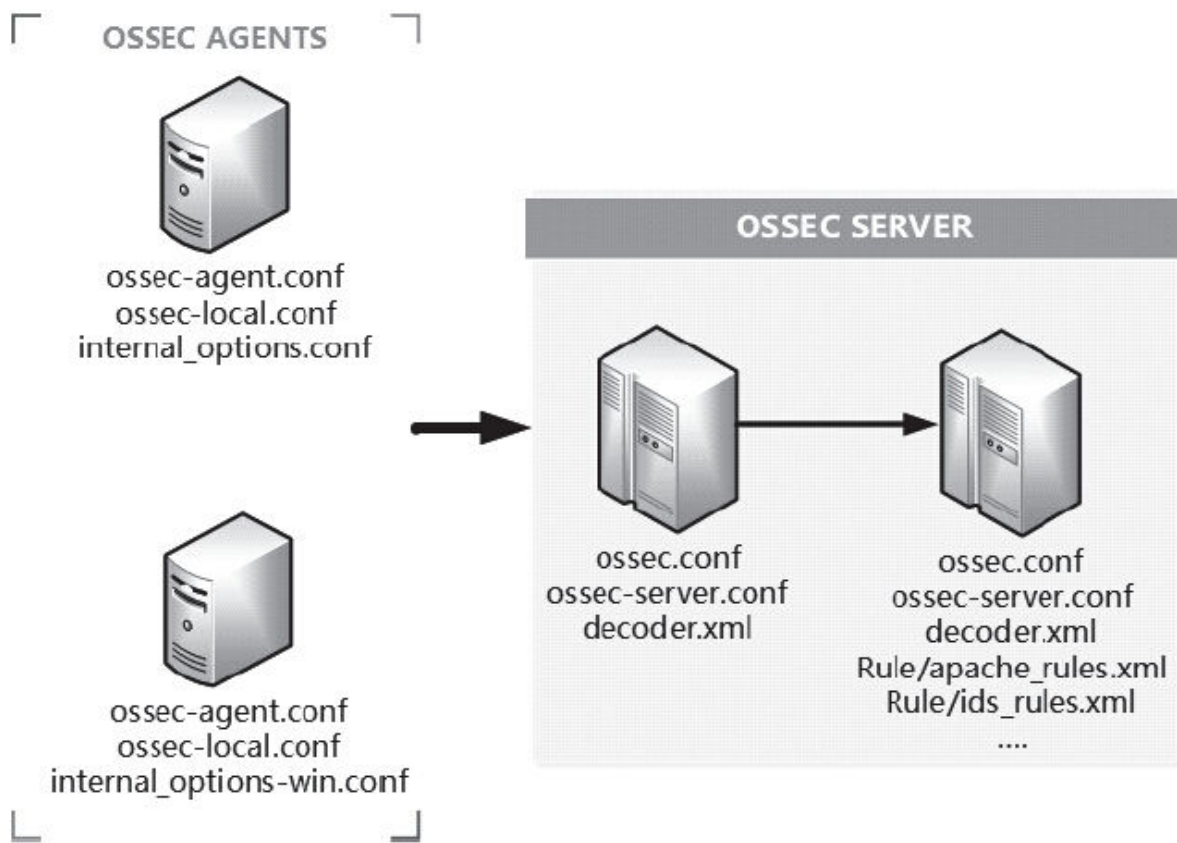 OSSEC AGENTS
ossec-agent.conf
ossec-local.conf
internal_options.conf
ossec-agent.conf
ossec-local.conf
internal_options-win.conf
OSSEC SERVER
ossec.conf
ossec-server.conf
decoder.xml
ossec.conf
ossec-server.conf
decoder.xml
Rule/apache_rules.xml
Rule/ids_rules.xml
....